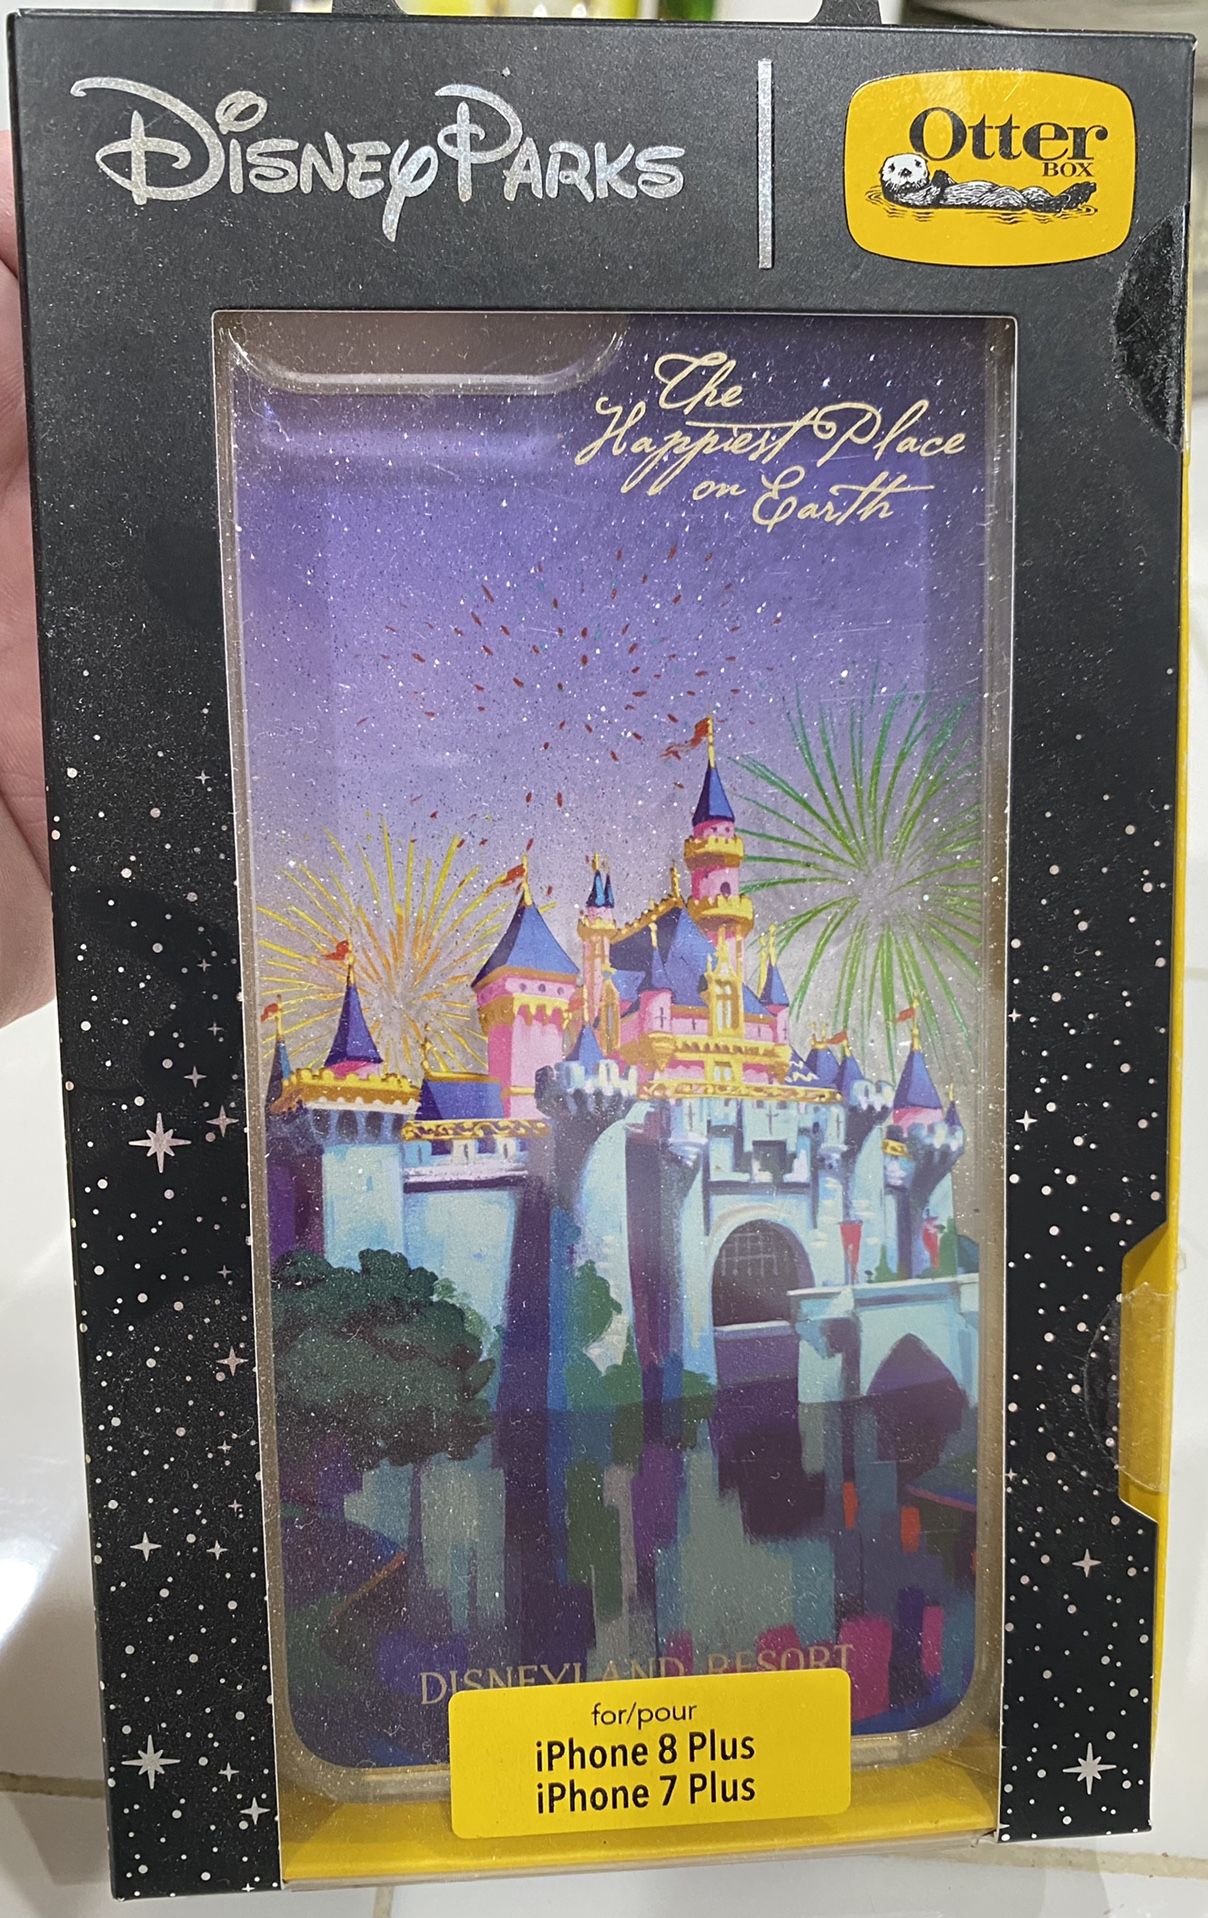 Disney Parks
Otter
BOX
The
Happiest Place
on Earth
DISNEYLAND RESORT
for/pour
iPhone 8 Plus
iPhone 7 Plus